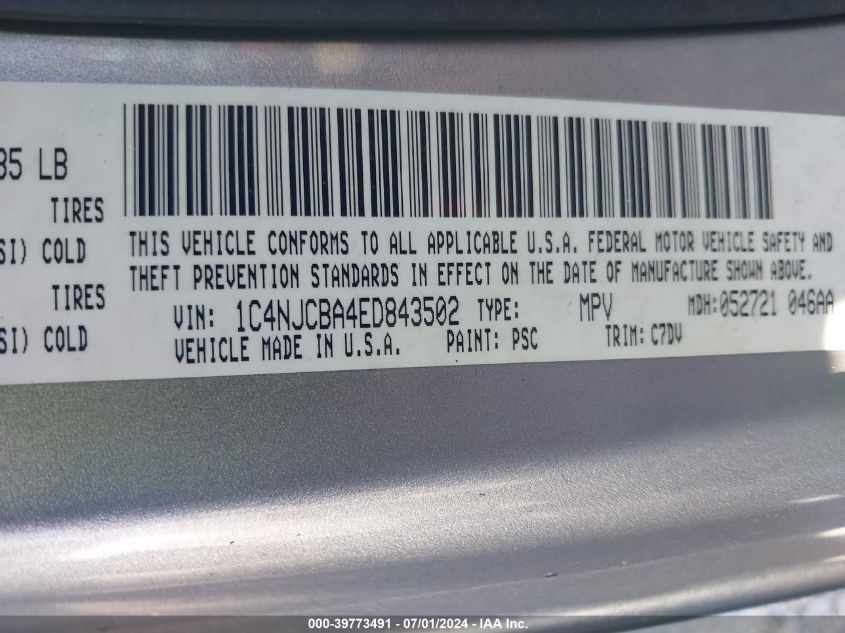 35 LB
TIRES
SI) COLD
TIRES
SI) COLD
THIS VEHICLE CONFORMS TO ALL APPLICABLE U.S.A. FEDERAL MOTOR VEHICLE SAFETY AND
THEFT PREVENTION STANDARDS IN EFFECT ON THE DATE OF MANUFACTURE SHOWN ABOVE.
VIN: 1C4NJCBA4ED843502 TYPE: MPV MDH:052721 046AA
VEHICLE MADE IN U.S.A. PAINT: PSC TRIM: C7DV
000-39773491 - 07/01/2024 - IAA Inc.